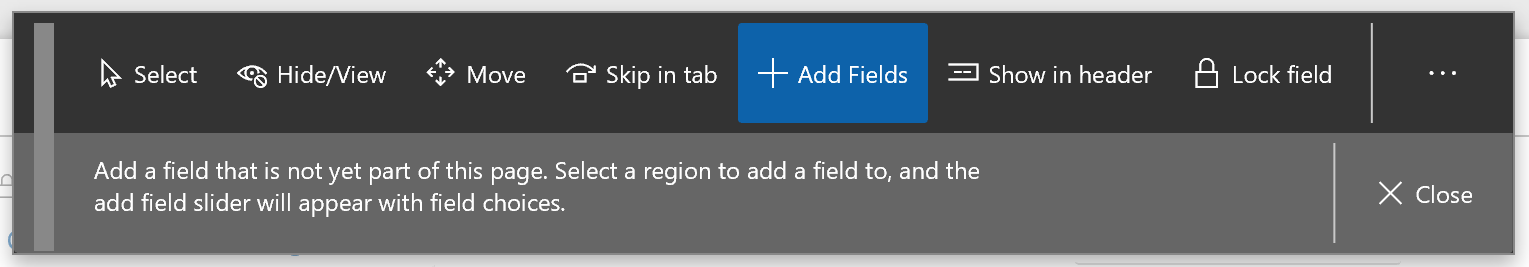 Select Hide/View Move Skip in tab Add Fields Show in header Lock field ...
Add a field that is not yet part of this page. Select a region to add a field to, and the
add field slider will appear with field choices.
Close